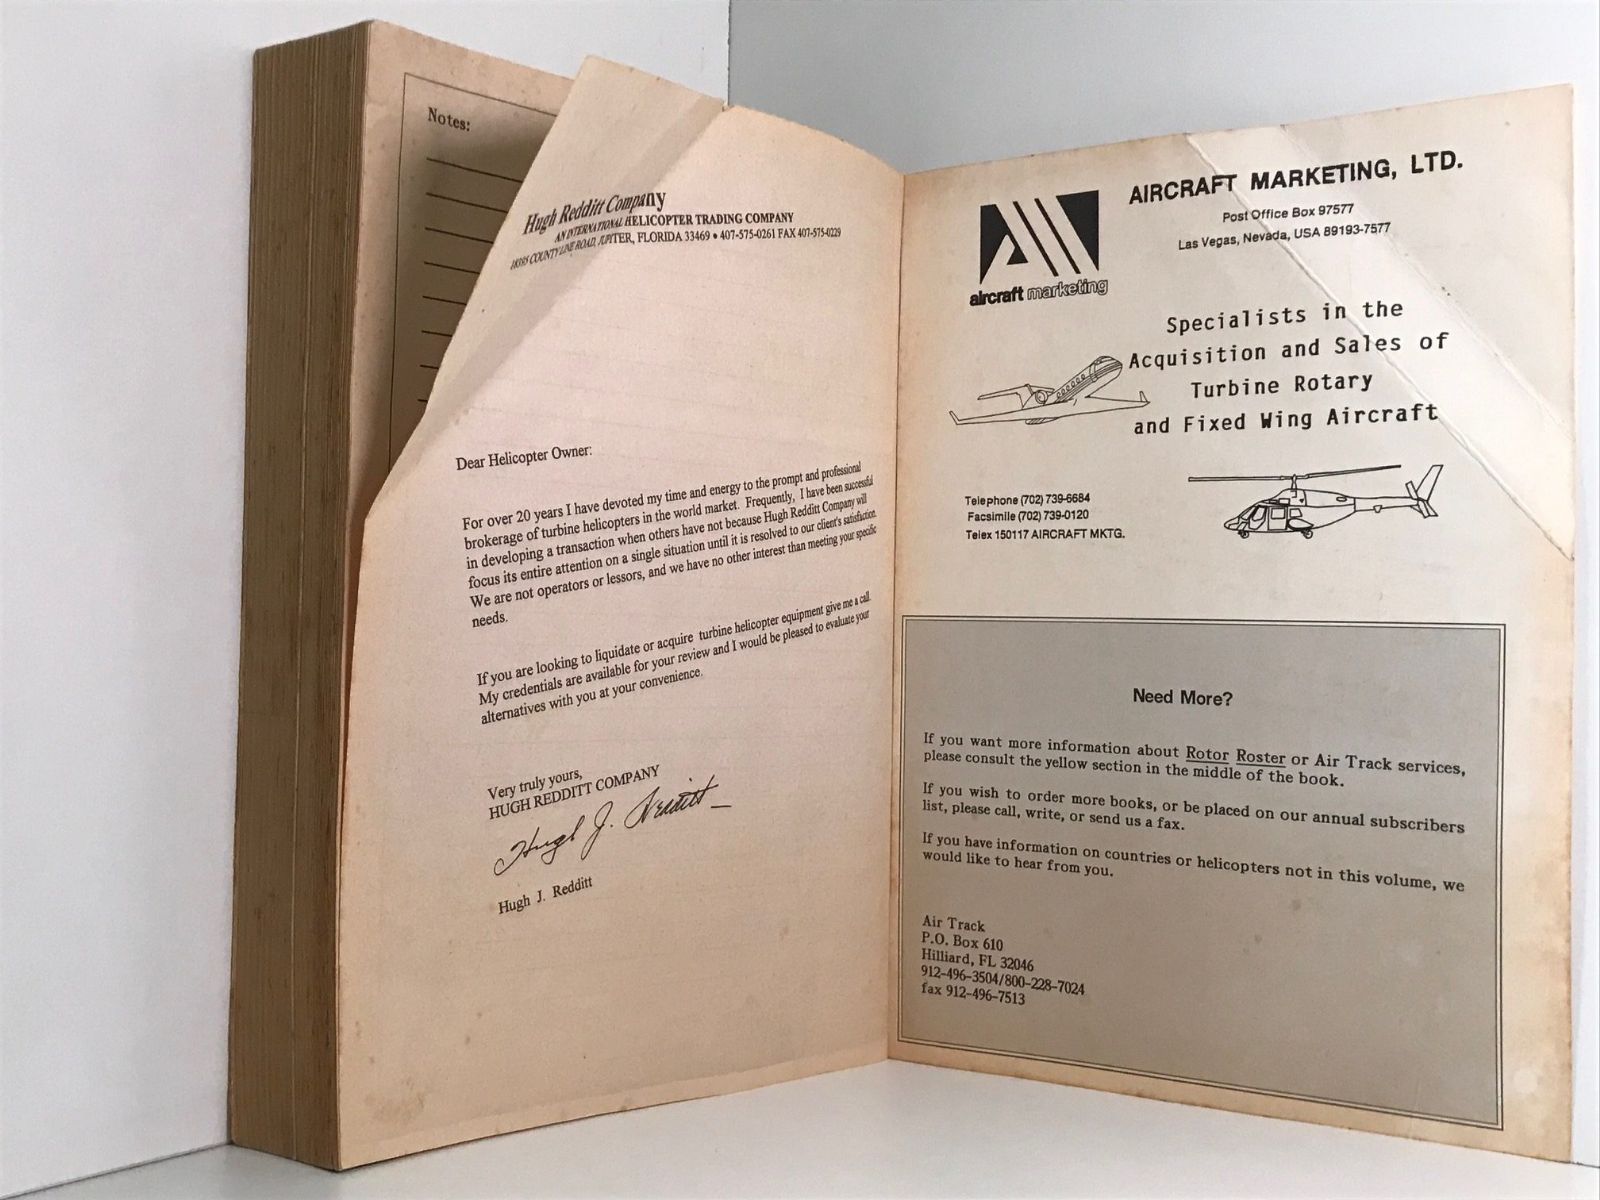 Notes:
Hugh Redditt Company
AN INTERNATIONAL HELICOPTER TRADING COMPANY
18395 COUNTY LINE ROAD, JUPITER, FLORIDA 33469 • 407-575-0261 FAX 407-575-0229
Dear Helicopter Owner:
For over 20 years I have devoted my time and energy to the prompt and professional
brokerage of turbine helicopters in the world market. Frequently, I have been successful
in developing a transaction when others have not because Hugh Redditt Company will
focus its entire attention on a single situation until it is resolved to our client's satisfaction.
We are not operators or lessors, and we have no other interest than meeting your specific
needs.
If you are looking to liquidate or acquire turbine helicopter equipment give me a call.
My credentials are available for your review and I would be pleased to evaluate your
alternatives with you at your convenience.
Very truly yours,
HUGH REDDITT COMPANY
Hugh J. Redditt
Hugh J. Redditt
AIRCRAFT MARKETING, LTD.
Post Office Box 97577
Las Vegas, Nevada, USA 89193-7577
aircraft marketing
Specialists in the
Acquisition and Sales of
Turbine Rotary
and Fixed Wing Aircraft
Telephone (702) 739-6684
Facsimile (702) 739-0120
Telex 150117 AIRCRAFT MKTG.
Need More?
If you want more information about Rotor Roster or Air Track services,
please consult the yellow section in the middle of the book.
If you wish to order more books, or be placed on our annual subscribers
list, please call, write, or send us a fax.
If you have information on countries or helicopters not in this volume, we
would like to hear from you.
Air Track
P.O. Box 610
Hilliard, FL 32046
912-496-3504/800-228-7024
fax 912-496-7513